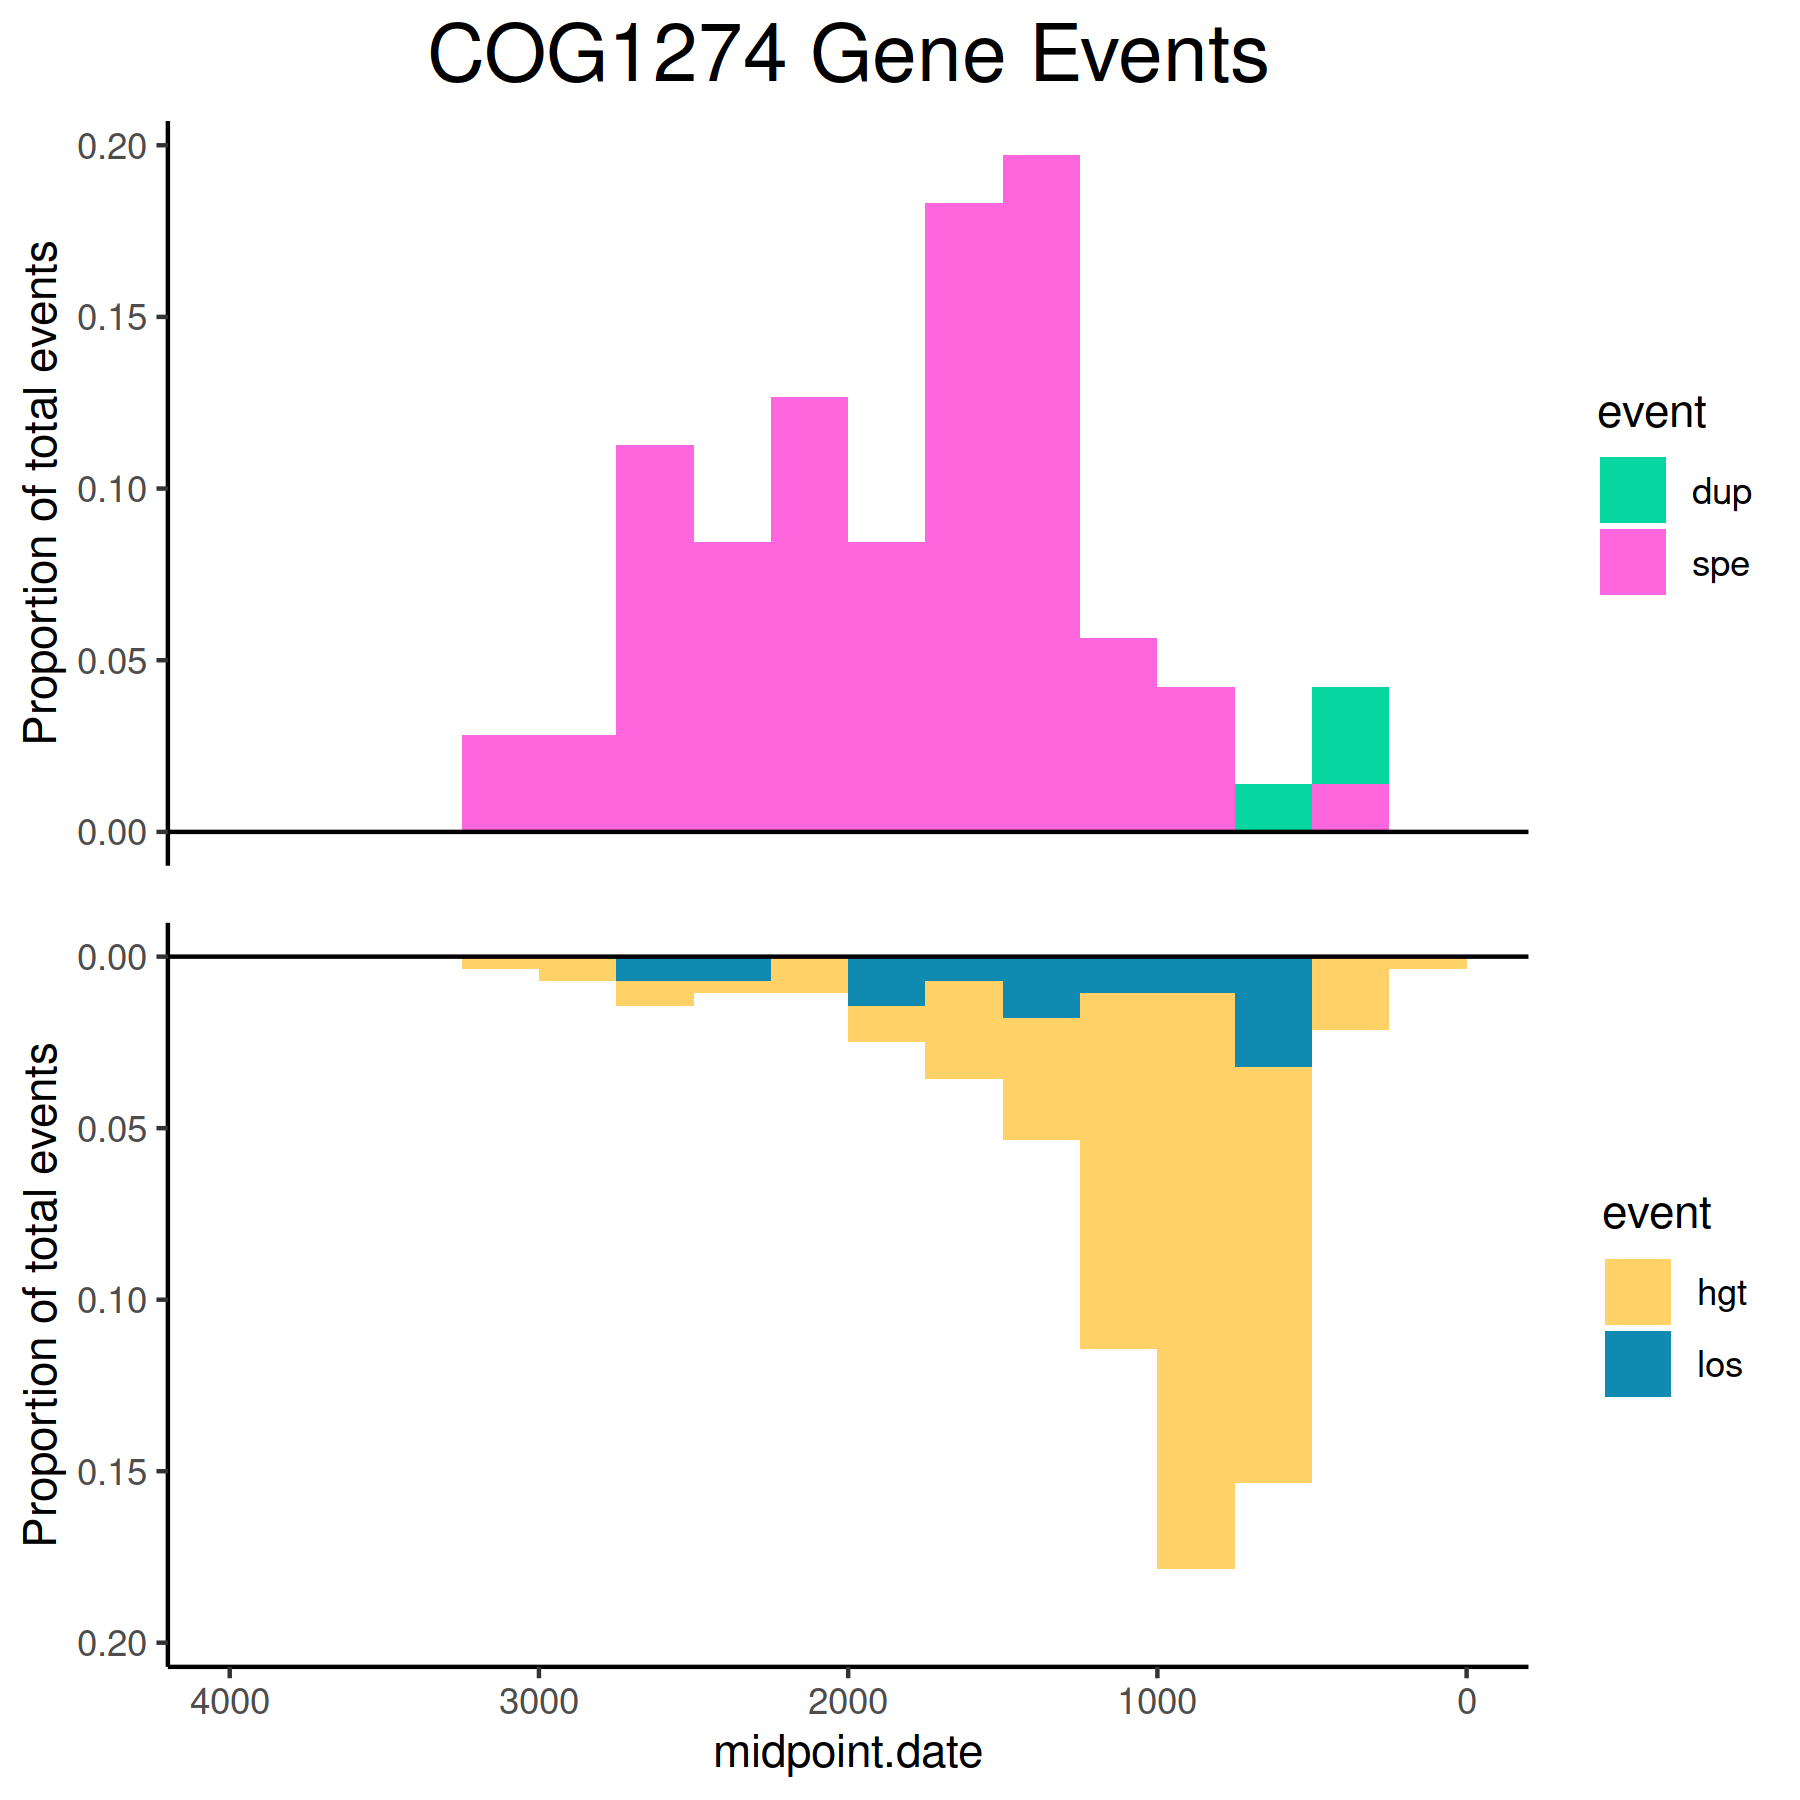 COG1274 Gene Events
Proportion of total events
0.20
0.15
0.10
0.05
0.00
event
dup
spe
Proportion of total events
0.00
0.05
0.10
0.15
0.20
event
hgt
los
4000 3000 2000 1000 0
midpoint.date